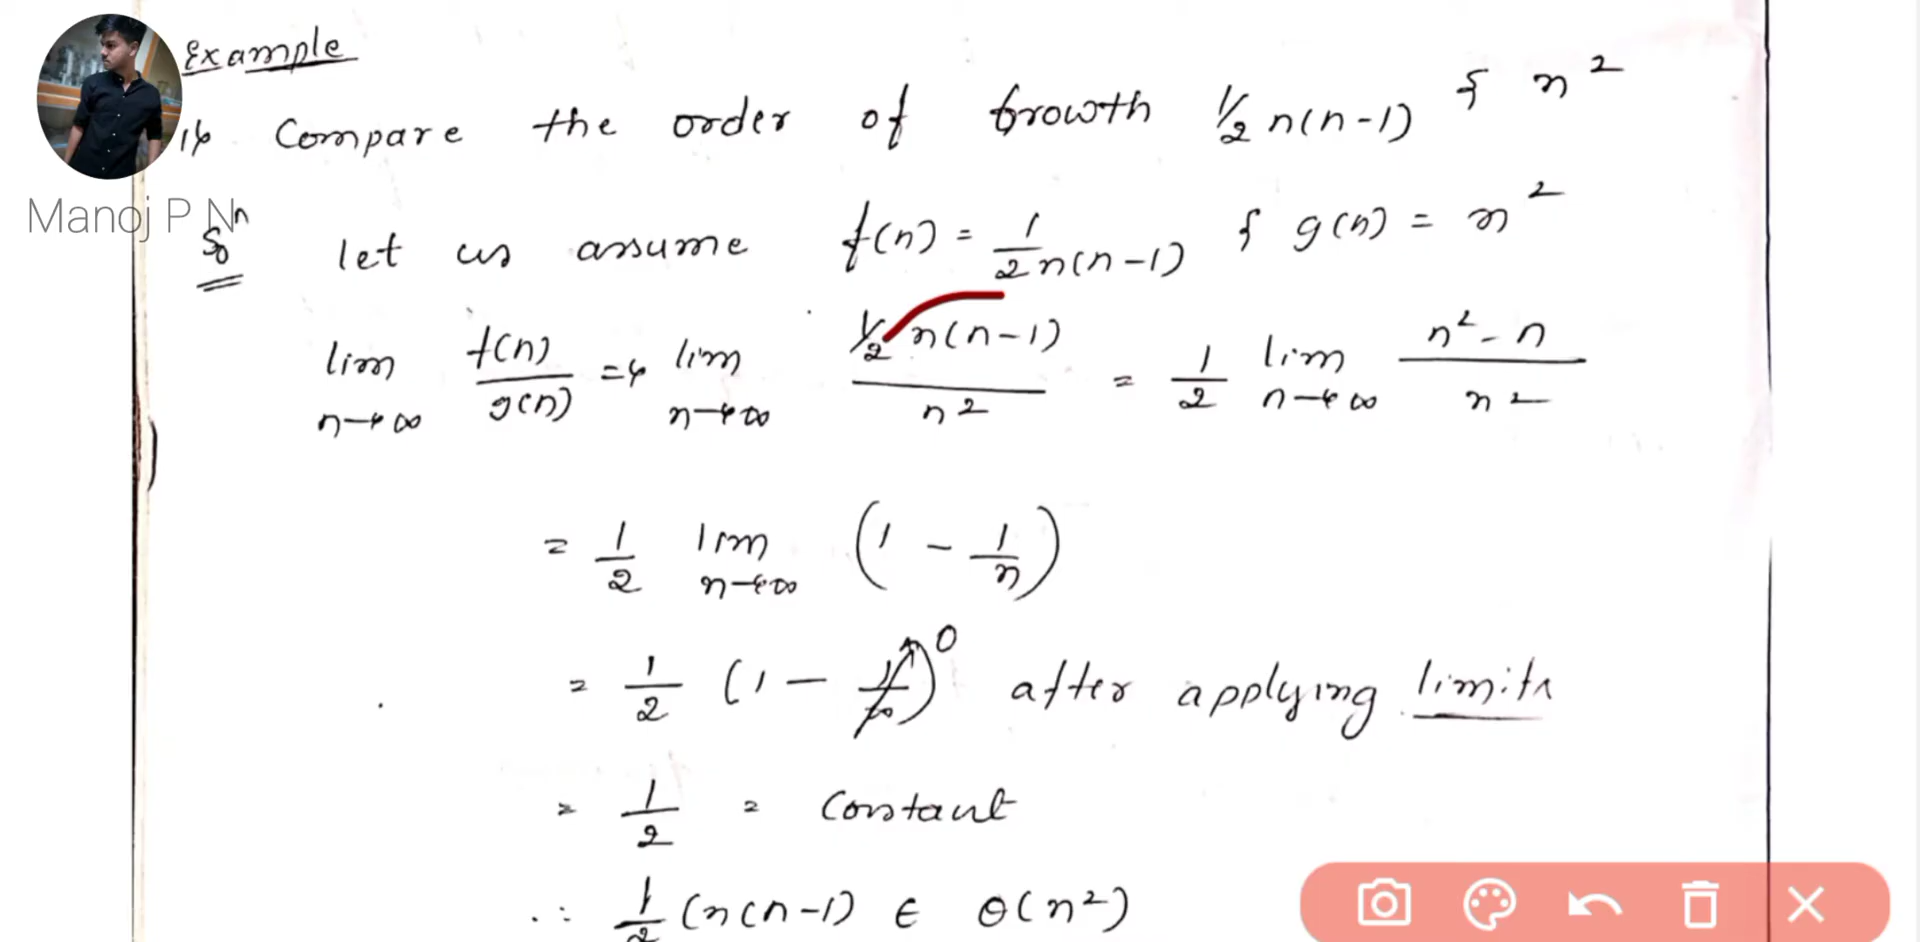 Example
1) Compare the order of Growth 1/2 n(n-1) & n²
Manoj P N
Soln let us assume f(n) = 1/2 n(n-1) & g(n) = n²
lim n→∞ f(n)/g(n) => lim n→∞ 1/2 n(n-1) / n² = 1/2 lim n→∞ n²-n / n²
= 1/2 lim n→∞ (1 - 1/n)
= 1/2 (1 - 1/∞) 0 after applying limits
= 1/2 = Constant
∴ 1/2 (n(n-1) ∈ Θ(n²)